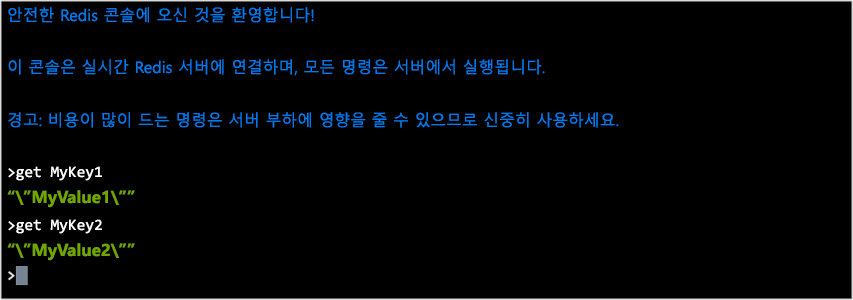 안전한 Redis 콘솔에 오신 것을 환영합니다!
이 콘솔은 실시간 Redis 서버에 연결하며, 모든 명령은 서버에서 실행됩니다.
경고: 비용이 많이 드는 명령은 서버 부하에 영향을 줄 수 있으므로 신중히 사용하세요.
>get MyKey1
“\”MyValue1\””
>get MyKey2
“\”MyValue2\””
>